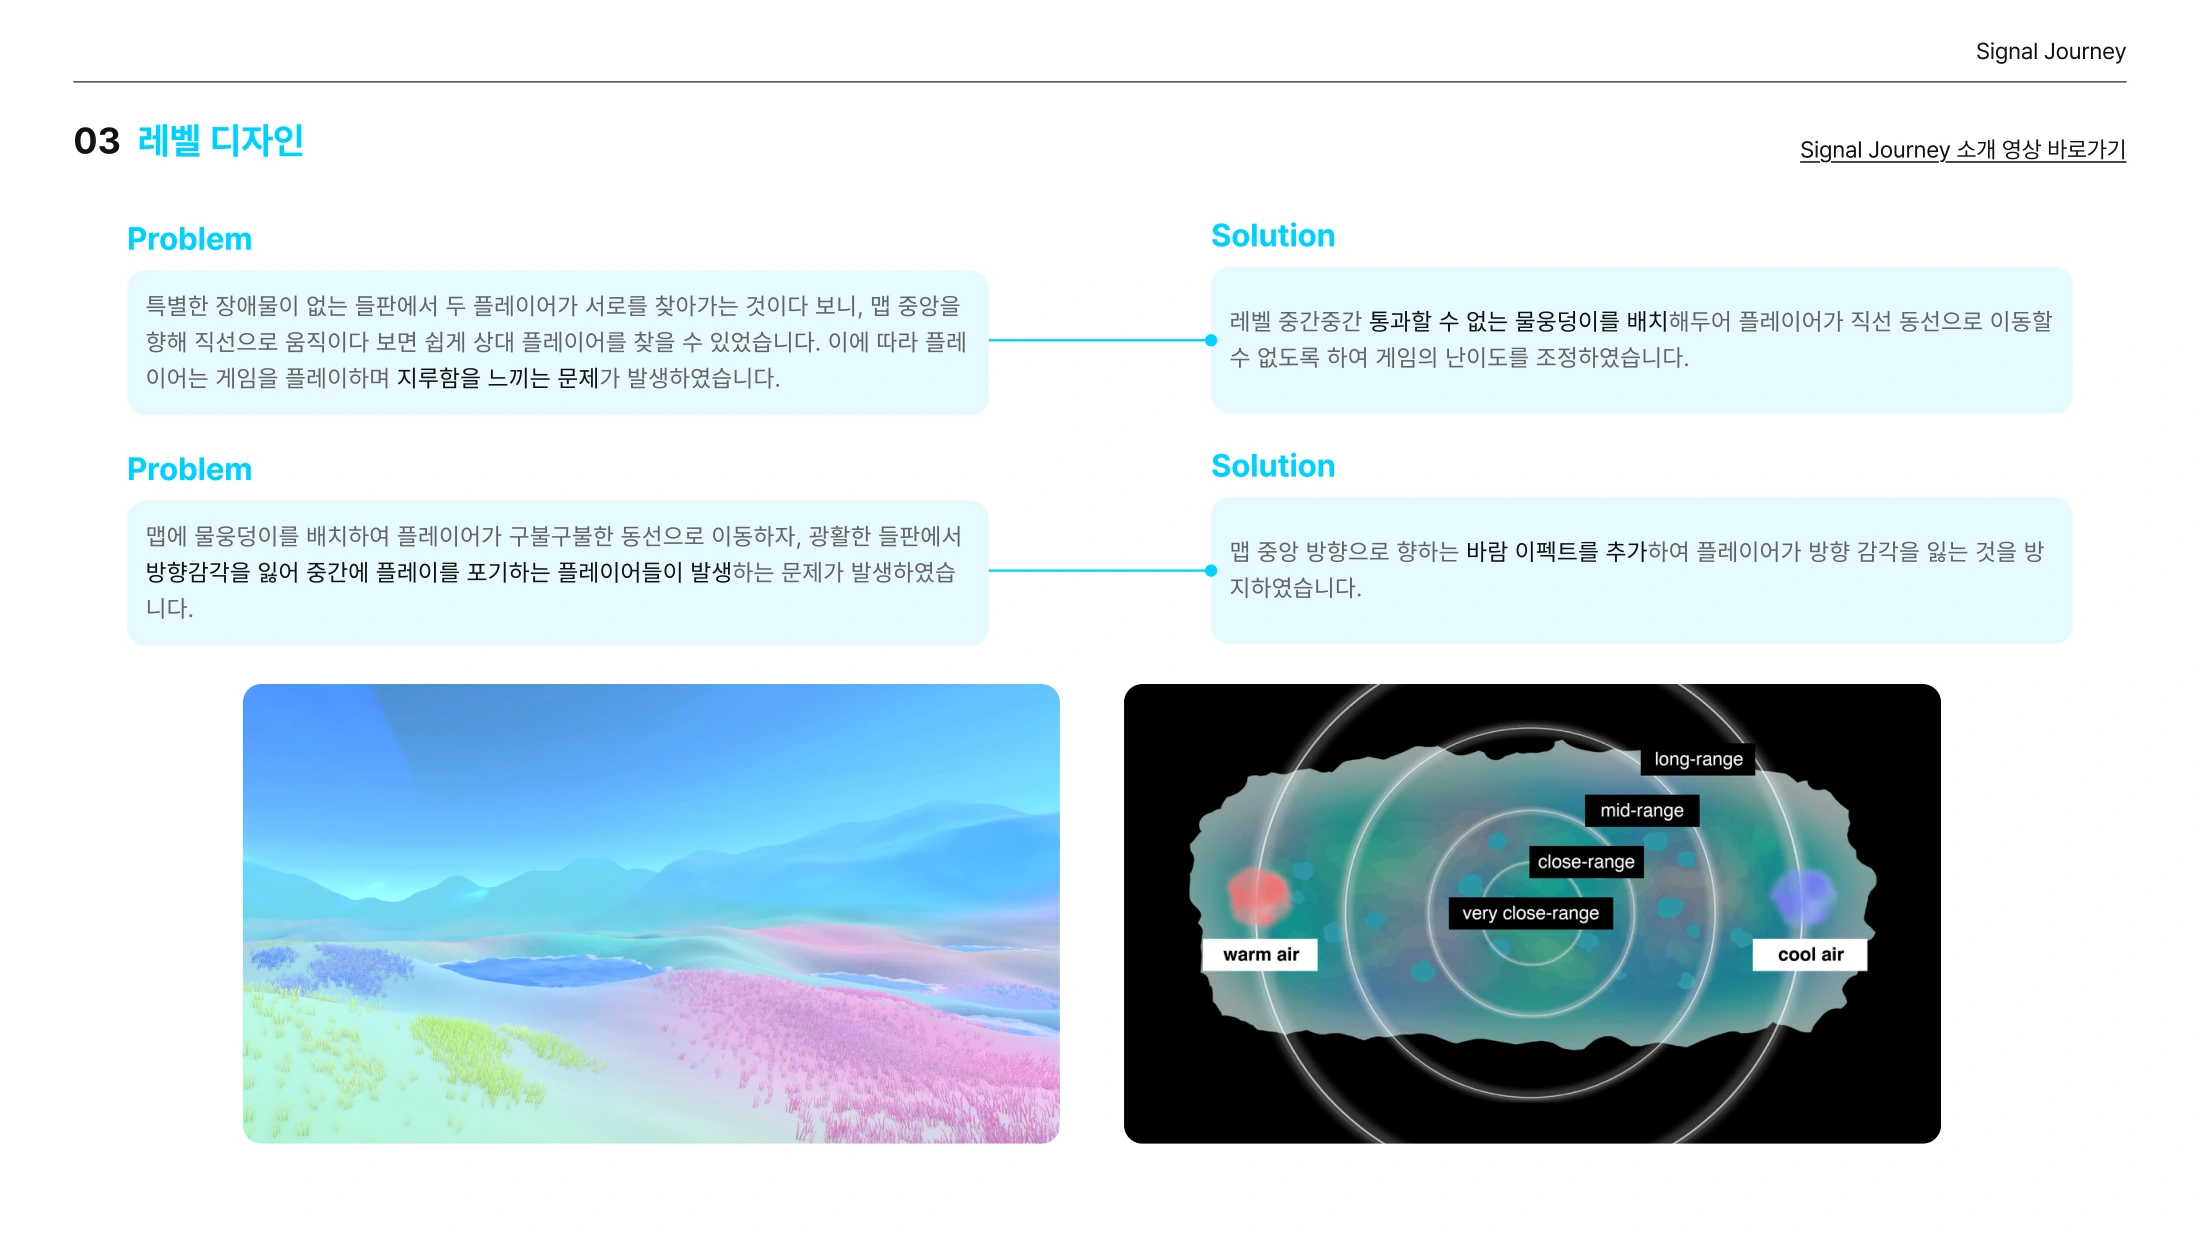 Signal Journey
03 레벨 디자인
Signal Journey 소개 영상 바로가기
Problem
특별한 장애물이 없는 들판에서 두 플레이어가 서로를 찾아가는 것이다 보니, 맵 중앙을
향해 직선으로 움직이다 보면 쉽게 상대 플레이어를 찾을 수 있었습니다. 이에 따라 플레
이어는 게임을 플레이하며 지루함을 느끼는 문제가 발생하였습니다.
Solution
레벨 중간중간 통과할 수 없는 물웅덩이를 배치해두어 플레이어가 직선 동선으로 이동할
수 없도록 하여 게임의 난이도를 조정하였습니다.
Problem
맵에 물웅덩이를 배치하여 플레이어가 구불구불한 동선으로 이동하자, 광활한 들판에서
방향감각을 잃어 중간에 플레이를 포기하는 플레이어들이 발생하는 문제가 발생하였습
니다.
Solution
맵 중앙 방향으로 향하는 바람 이펙트를 추가하여 플레이어가 방향 감각을 잃는 것을 방
지하였습니다.
long-range
mid-range
close-range
very close-range
warm air
cool air